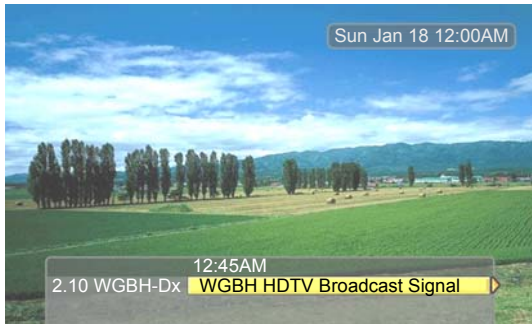 Sun Jan 18 12:00AM
12:45AM
2.10 WGBH-Dx WGBH HDTV Broadcast Signal